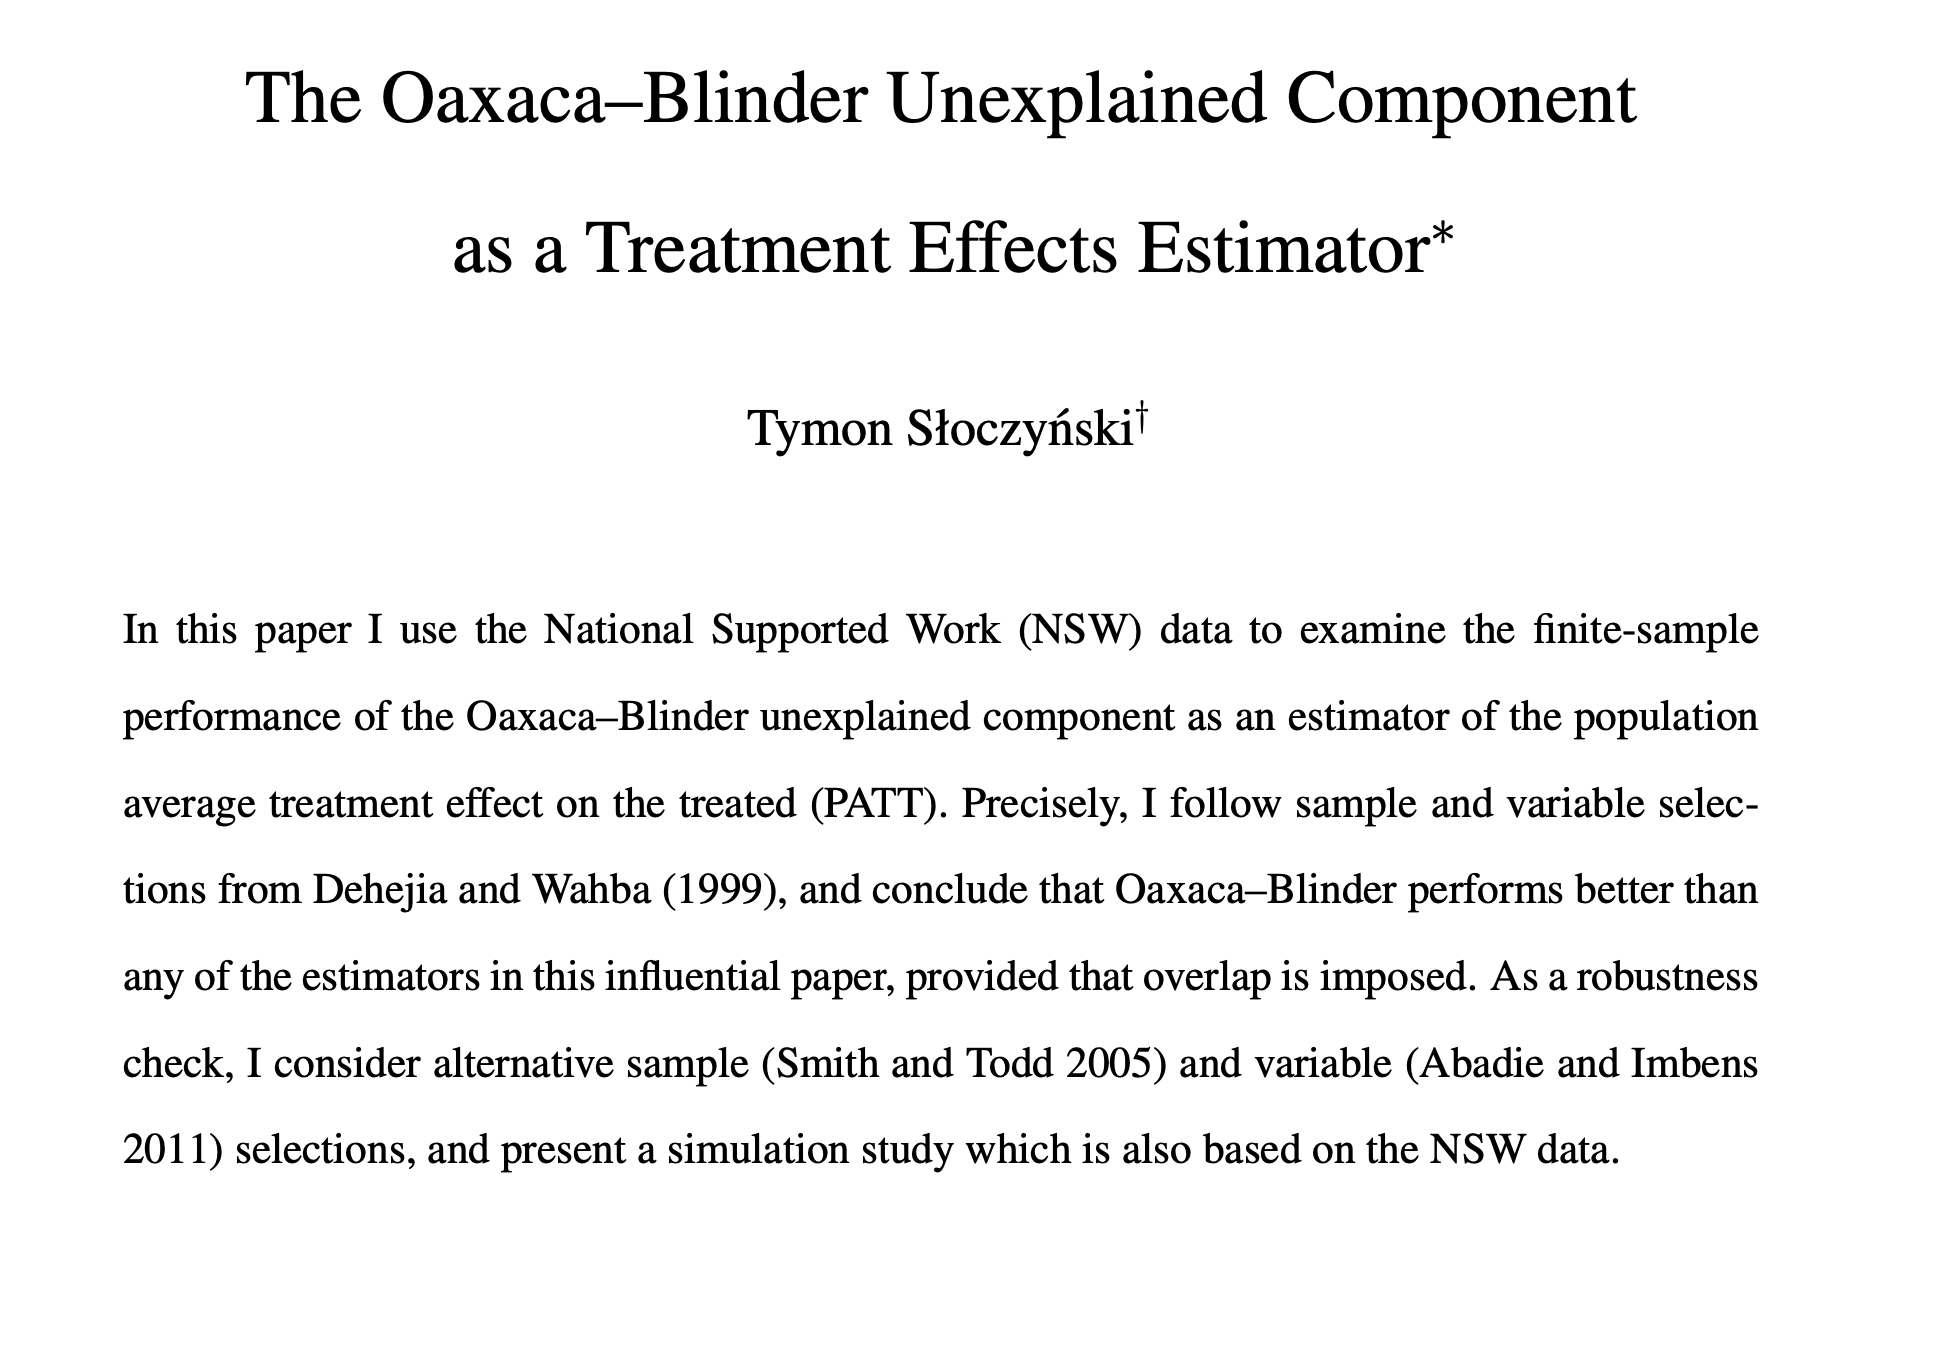 The Oaxaca–Blinder Unexplained Component
as a Treatment Effects Estimator*
Tymon Słoczyński†
In this paper I use the National Supported Work (NSW) data to examine the finite-sample
performance of the Oaxaca–Blinder unexplained component as an estimator of the population
average treatment effect on the treated (PATT). Precisely, I follow sample and variable selec-
tions from Dehejia and Wahba (1999), and conclude that Oaxaca–Blinder performs better than
any of the estimators in this influential paper, provided that overlap is imposed. As a robustness
check, I consider alternative sample (Smith and Todd 2005) and variable (Abadie and Imbens
2011) selections, and present a simulation study which is also based on the NSW data.